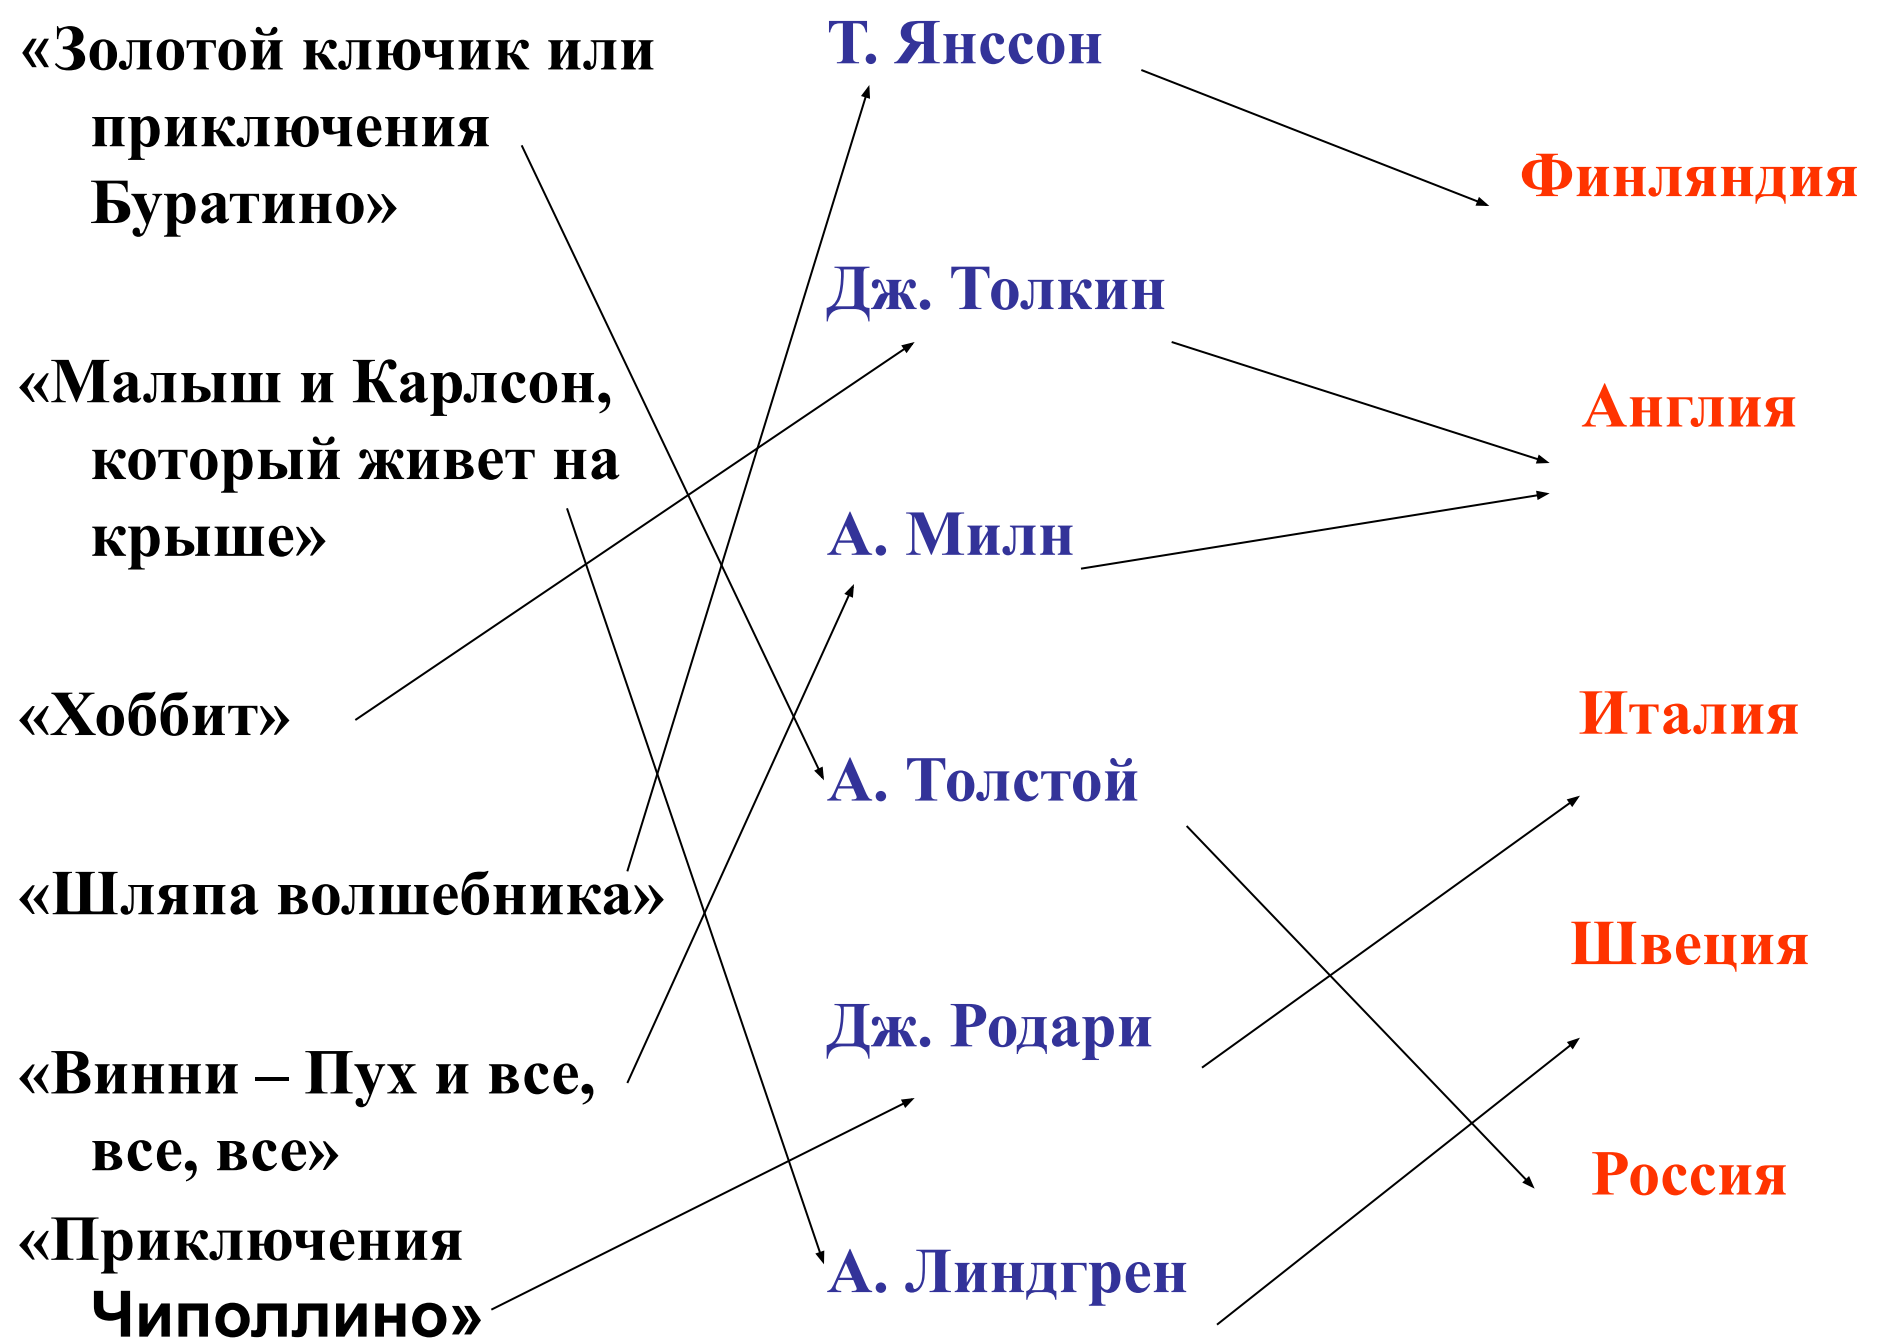 «Золотой ключик или
приключения
Буратино»
«Малыш и Карлсон,
который живет на
крыше»
«Хоббит»
«Шляпа волшебника»
«Винни – Пух и все,
все, все»
«Приключения
Чиполлино»
Т. Янссон
Дж. Толкин
А. Милн
А. Толстой
Дж. Родари
А. Линдгрен
Финляндия
Англия
Италия
Швеция
Россия